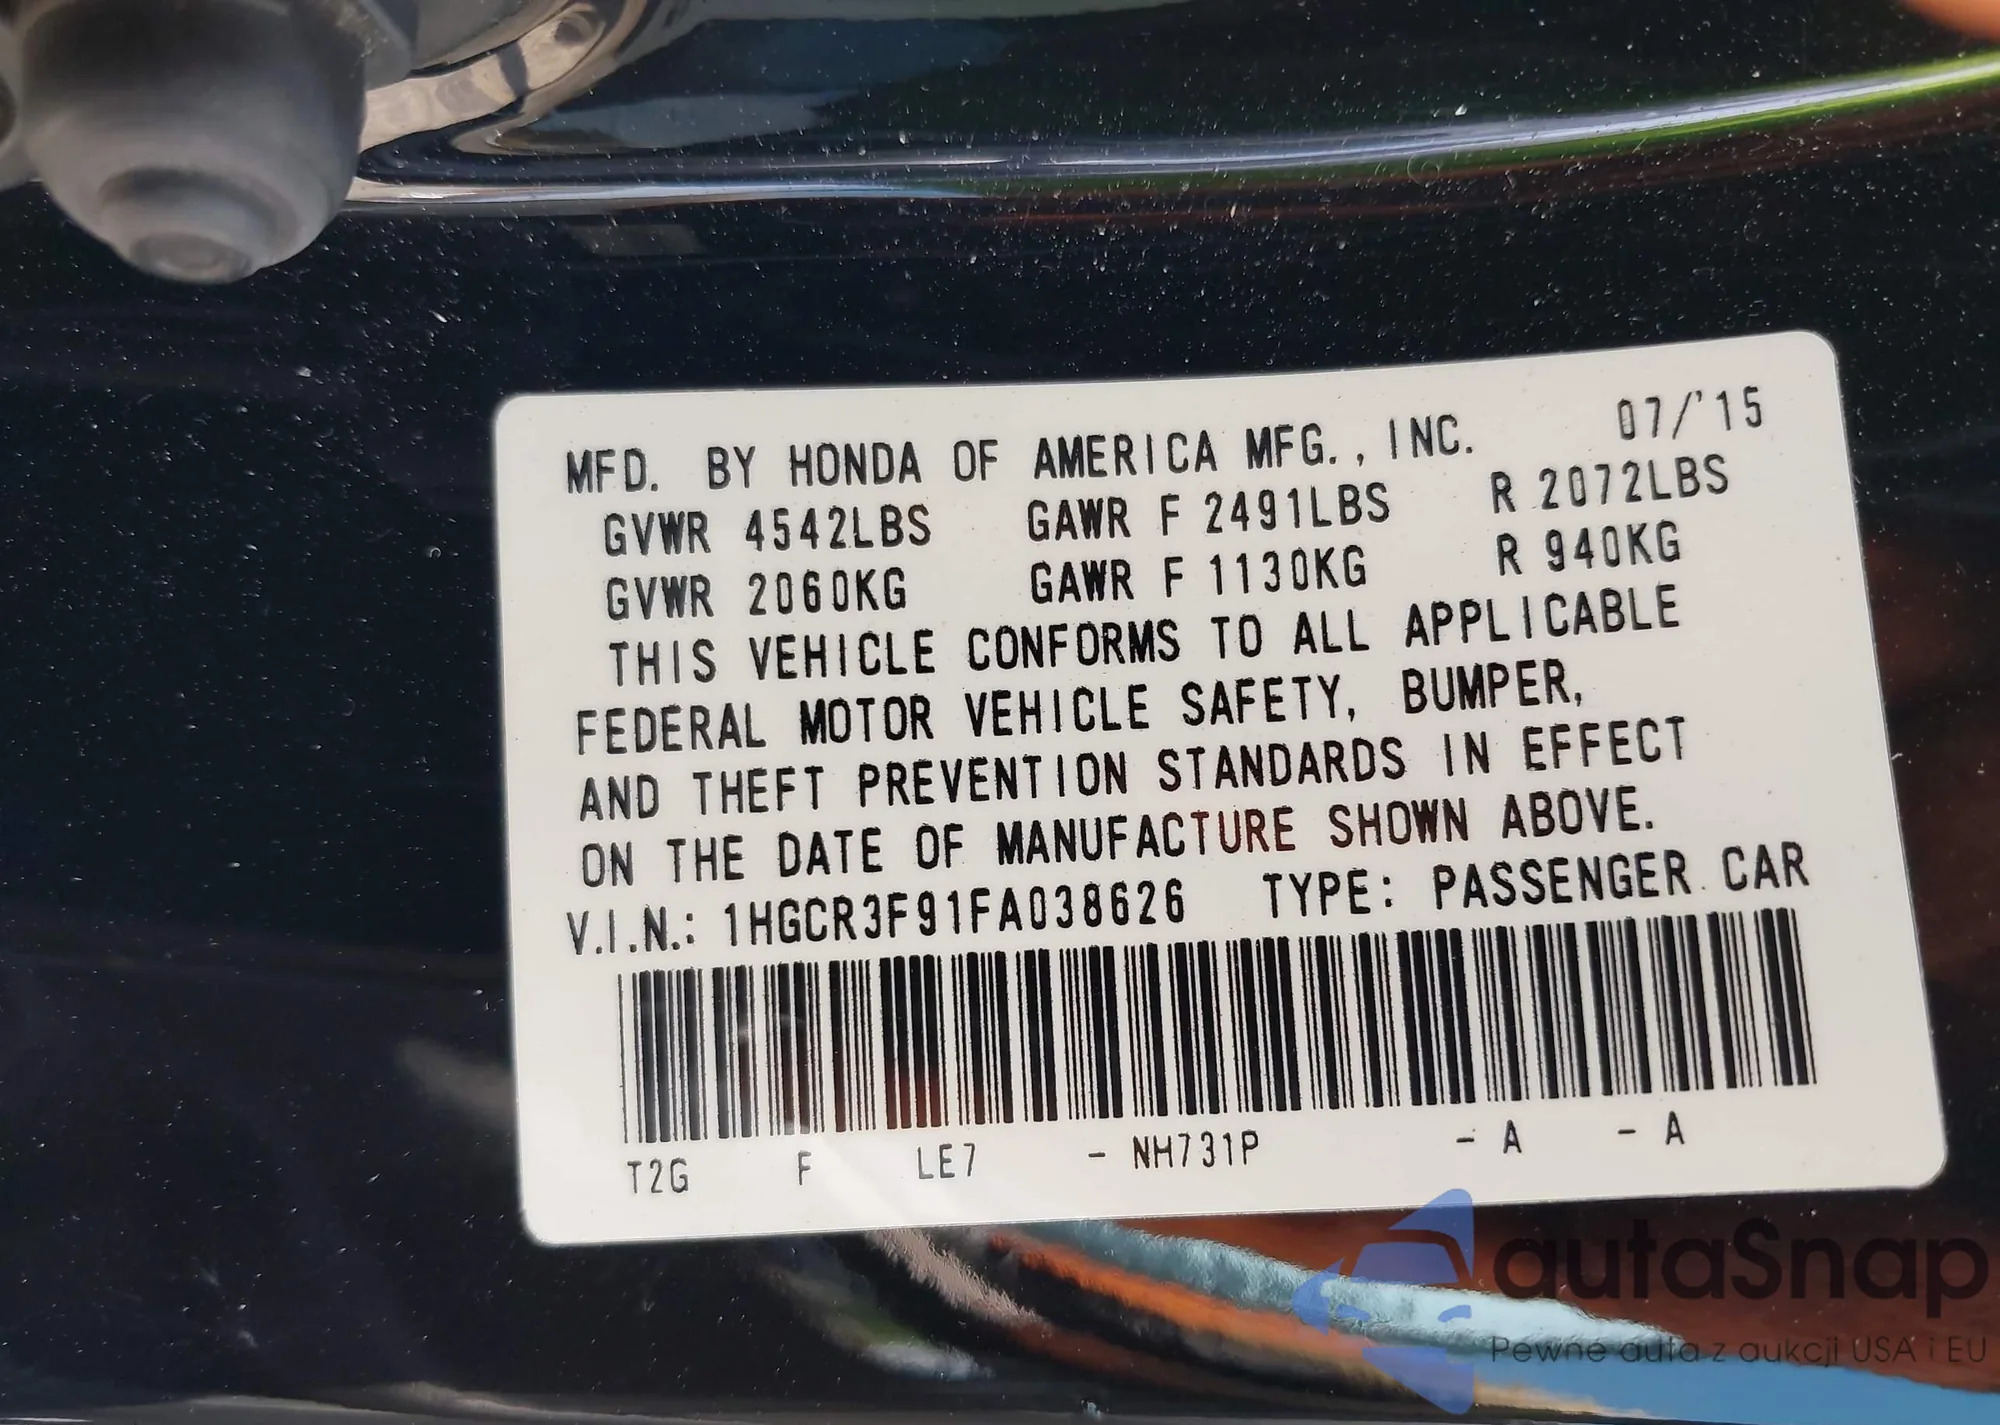 MFD. BY HONDA OF AMERICA MFG., INC. 07/'15
GVWR 4542LBS GAWR F 2491LBS R 2072LBS
GVWR 2060KG GAWR F 1130KG R 940KG
THIS VEHICLE CONFORMS TO ALL APPLICABLE
FEDERAL MOTOR VEHICLE SAFETY, BUMPER,
AND THEFT PREVENTION STANDARDS IN EFFECT
ON THE DATE OF MANUFACTURE SHOWN ABOVE.
V.I.N.: 1HGCR3F91FA038626 TYPE: PASSENGER CAR
T2G F LE7 - NH731P - A - A
autaSnap
Pewne auta z aukcji USA i EU